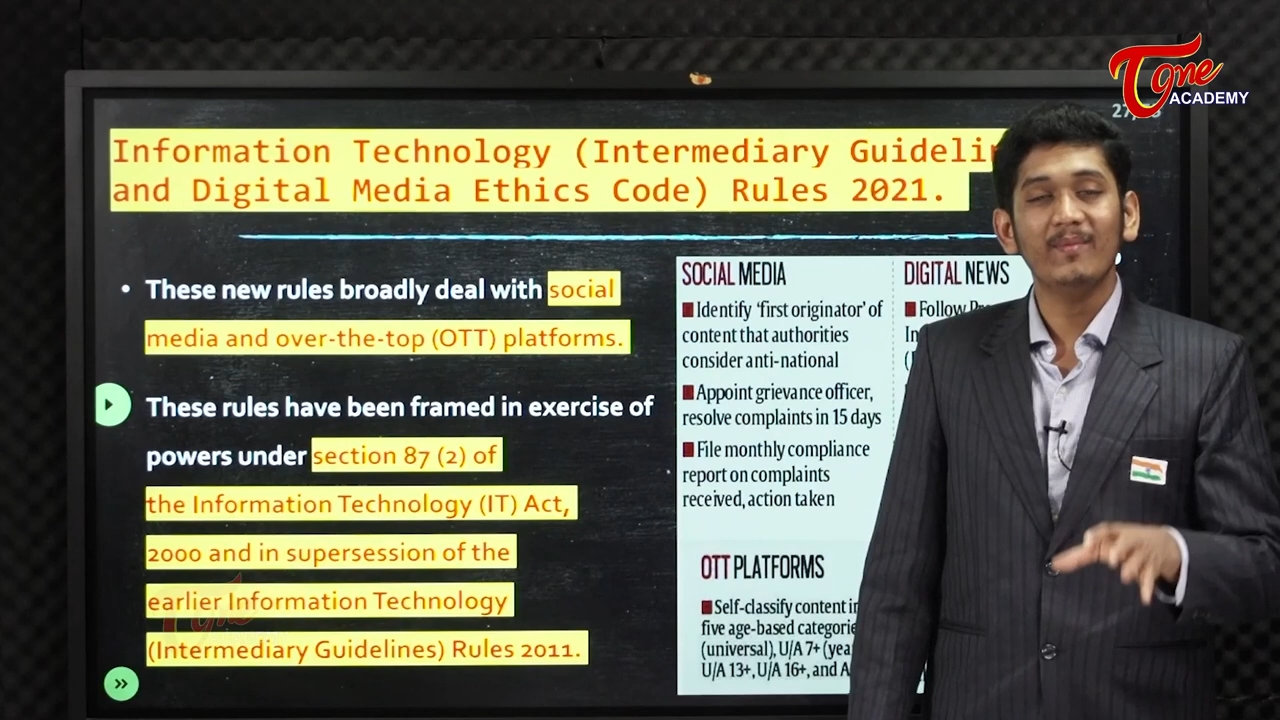 Tone
ACADEMY
Information Technology (Intermediary
and Digital Media Ethics Code) Rules 2021.
• These new rules broadly deal with social
media and over-the-top (OTT) platforms.
These rules have been framed in exercise of
powers under section 87 (2) of
the Information Technology (IT) Act,
2000 and in supersession of the
earlier Information Technology
(Intermediary Guidelines) Rules 2011.
SOCIAL MEDIA
Identify ‘first originator’ of
content that authorities
consider anti-national
Appoint grievance officer,
resolve complaints in 15 days
File monthly compliance
report on complaints
received, action taken
DIGITAL NEWS
Follow
OTT PLATFORMS
Self-classify content
five age-based
(universal), U/A 7+
U/A 13+, U/A 16+, and